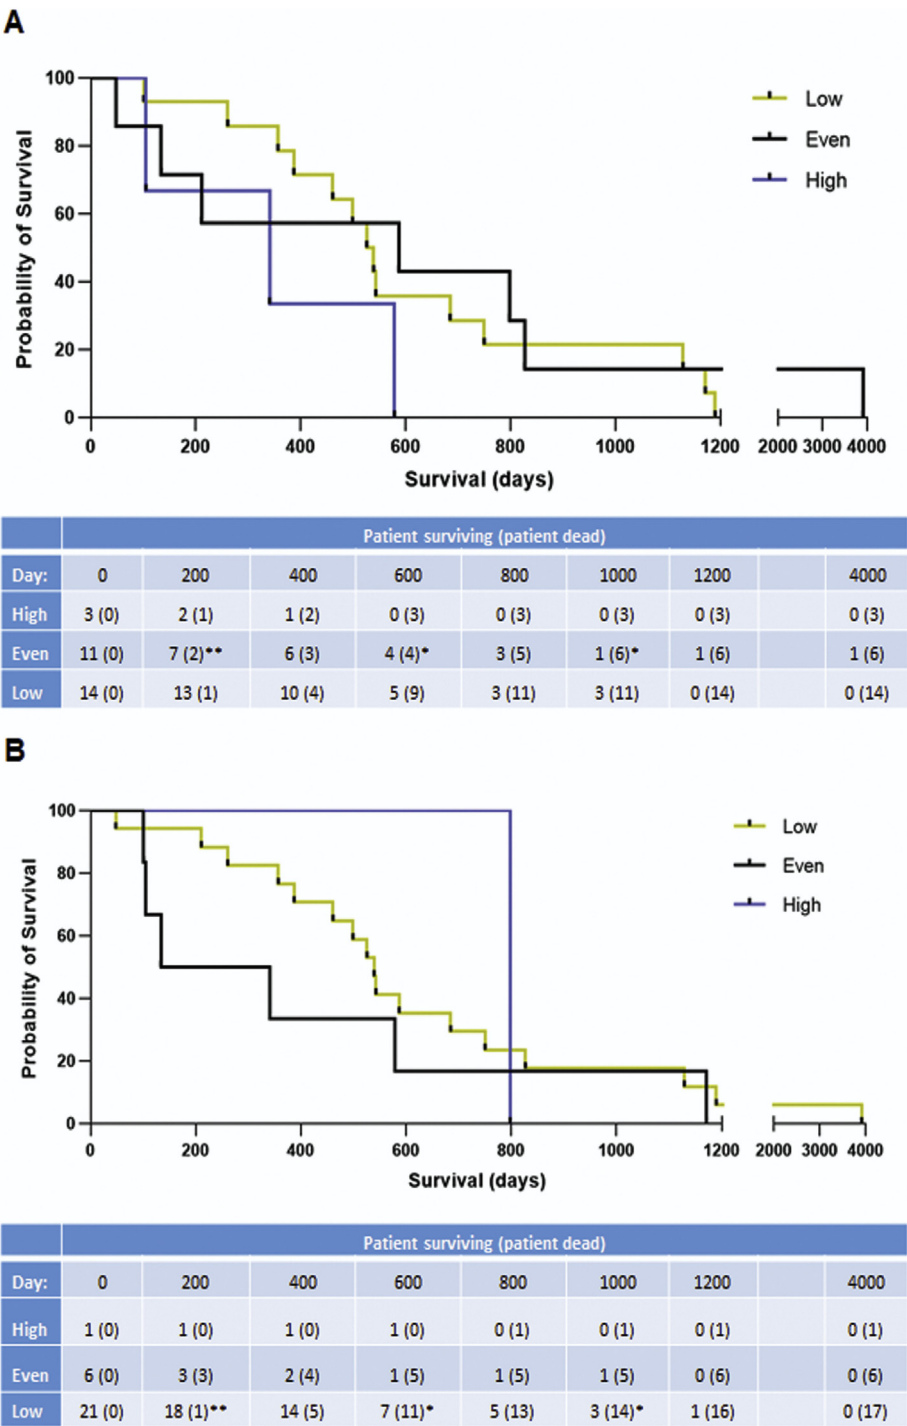 A
100
80
60
40
20
0
Probability of Survival
Low
Even
High
0 200 400 600 800 1000 1200 2000 3000 4000
Survival (days)
Patient surviving (patient dead)
Day: 0 200 400 600 800 1000 1200 4000
High 3 (0) 2 (1) 1 (2) 0 (3) 0 (3) 0 (3) 0 (3) 0 (3)
Even 11 (0) 7 (2)** 6 (3) 4 (4)* 3 (5) 1 (6)* 1 (6) 1 (6)
Low 14 (0) 13 (1) 10 (4) 5 (9) 3 (11) 3 (11) 0 (14) 0 (14)
B
100
80
60
40
20
0
Probability of Survival
Low
Even
High
0 200 400 600 800 1000 1200 2000 3000 4000
Survival (days)
Patient surviving (patient dead)
Day: 0 200 400 600 800 1000 1200 4000
High 1 (0) 1 (0) 1 (0) 1 (0) 0 (1) 0 (1) 0 (1) 0 (1)
Even 6 (0) 3 (3) 2 (4) 1 (5) 1 (5) 1 (5) 0 (6) 0 (6)
Low 21 (0) 18 (1)** 14 (5) 7 (11)* 5 (13) 3 (14)* 1 (16) 0 (17)